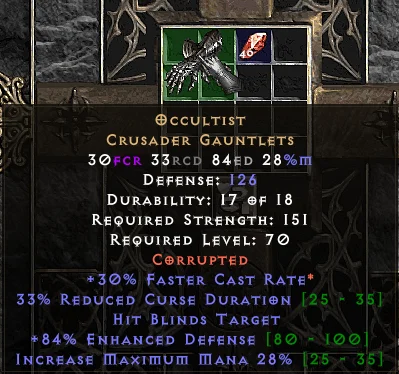 40
Occultist
Crusader Gauntlets
30fcr 33rcd 84ed 28%m
Defense: 126
Durability: 17 of 18
Required Strength: 151
Required Level: 70
Corrupted
+30% Faster Cast Rate*
33% Reduced Curse Duration [25 - 35]
Hit Blinds Target
+84% Enhanced Defense [80 - 100]
Increase Maximum Mana 28% [25 - 35]